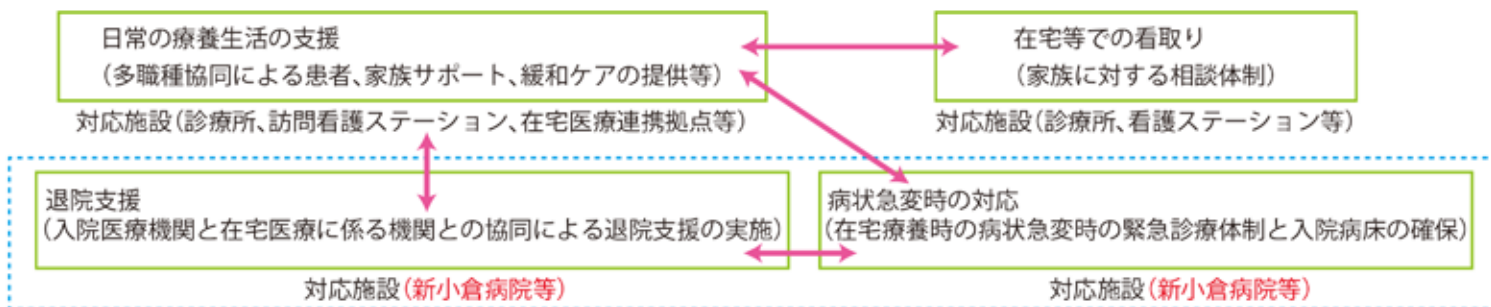 日常の療養生活の支援
（多職種協同による患者、家族サポート、緩和ケアの提供等）
対応施設（診療所、訪問看護ステーション、在宅医療連携拠点等）
在宅等での看取り
（家族に対する相談体制）
対応施設（診療所、看護ステーション等）
退院支援
（入院医療機関と在宅医療に係る機関との協同による退院支援の実施）
対応施設（新小倉病院等）
病状急変時の対応
（在宅療養時の病状急変時の緊急診療体制と入院病床の確保）
対応施設（新小倉病院等）